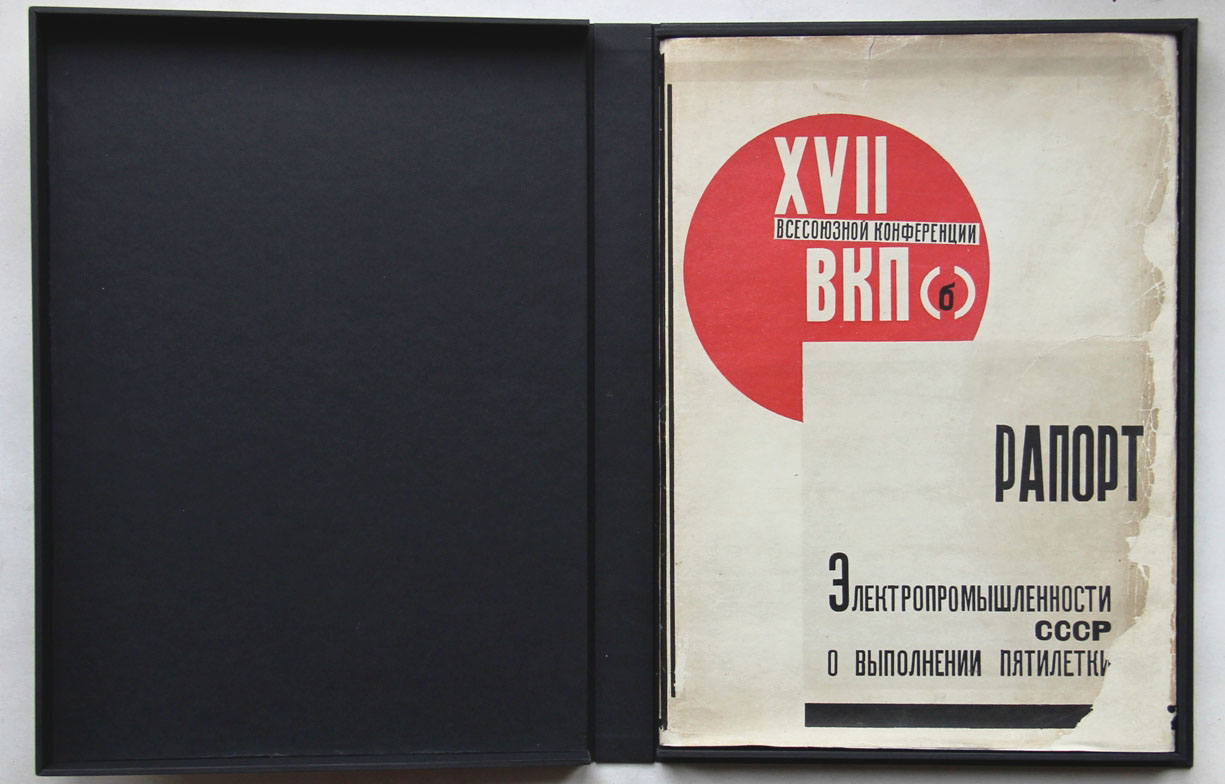 XVII
ВСЕСОЮЗНОЙ КОНФЕРЕНЦИИ
ВКП (б)
РАПОРТ
ЭЛЕКТРОПРОМЫШЛЕННОСТИ
СССР
О ВЫПОЛНЕНИИ ПЯТИЛЕТКИ